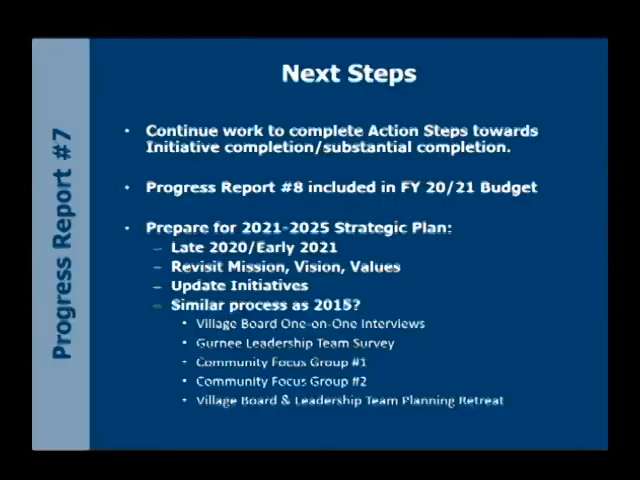 Next Steps
Progress Report #7
• Continue work to complete Action Steps towards
Initiative completion/substantial completion.
• Progress Report #8 included in FY 20/21 Budget
• Prepare for 2021-2025 Strategic Plan:
– Late 2020/Early 2021
– Revisit Mission, Vision, Values
– Update Initiatives
– Similar process as 2015?
• Village Board One-on-One Interviews
• Gurnee Leadership Team Survey
• Community Focus Group #1
• Community Focus Group #2
• Village Board & Leadership Team Planning Retreat